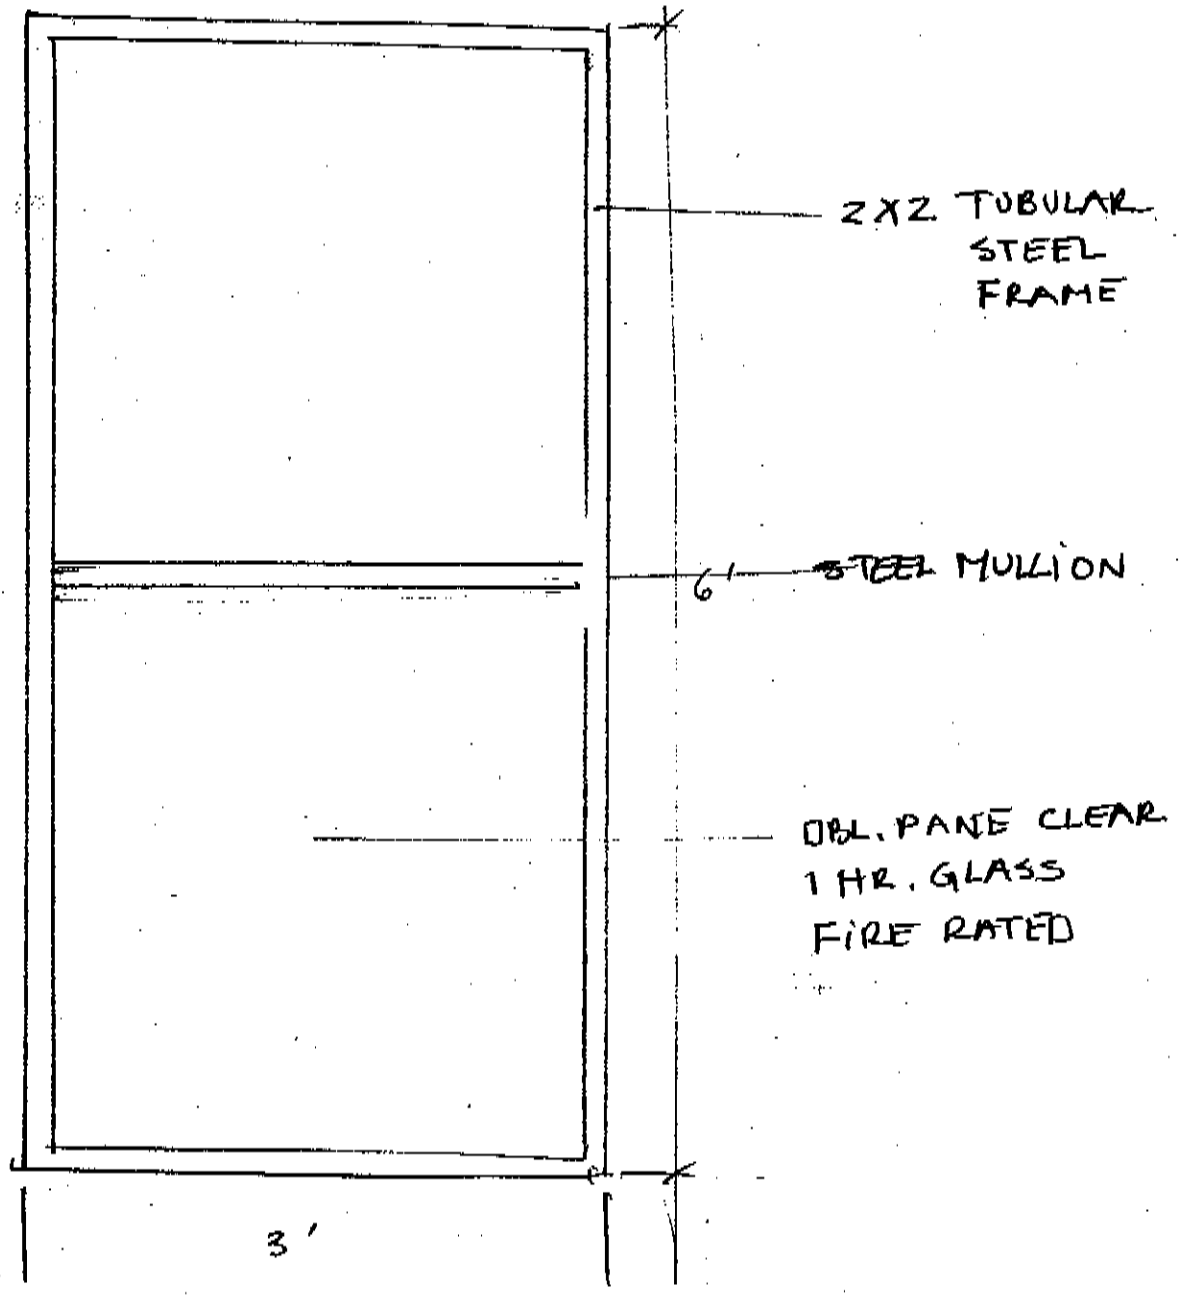 2X2 TUBULAR
STEEL
FRAME
6'
STEEL MULLION
DBL. PANE CLEAR
1 HR. GLASS
FIRE RATED
3'